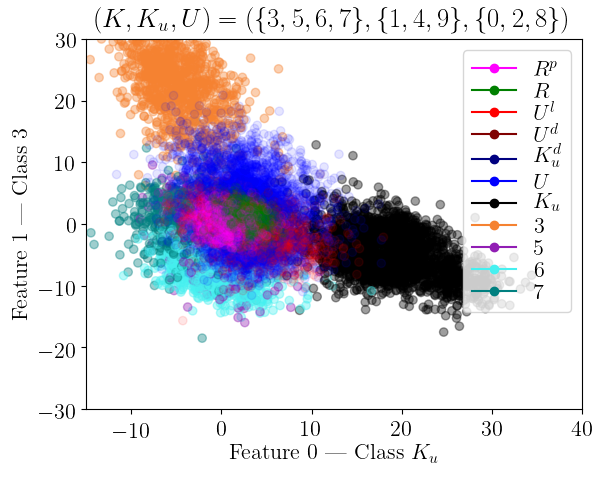 (K, K_u, U) = ({3, 5, 6, 7}, {1, 4, 9}, {0, 2, 8})
30
20
10
0
−10
−20
−30
Feature 1 — Class 3
R^p
R
U^l
U^d
K_u^d
U
K_u
3
5
6
7
−10
0
10
20
30
40
Feature 0 — Class K_u